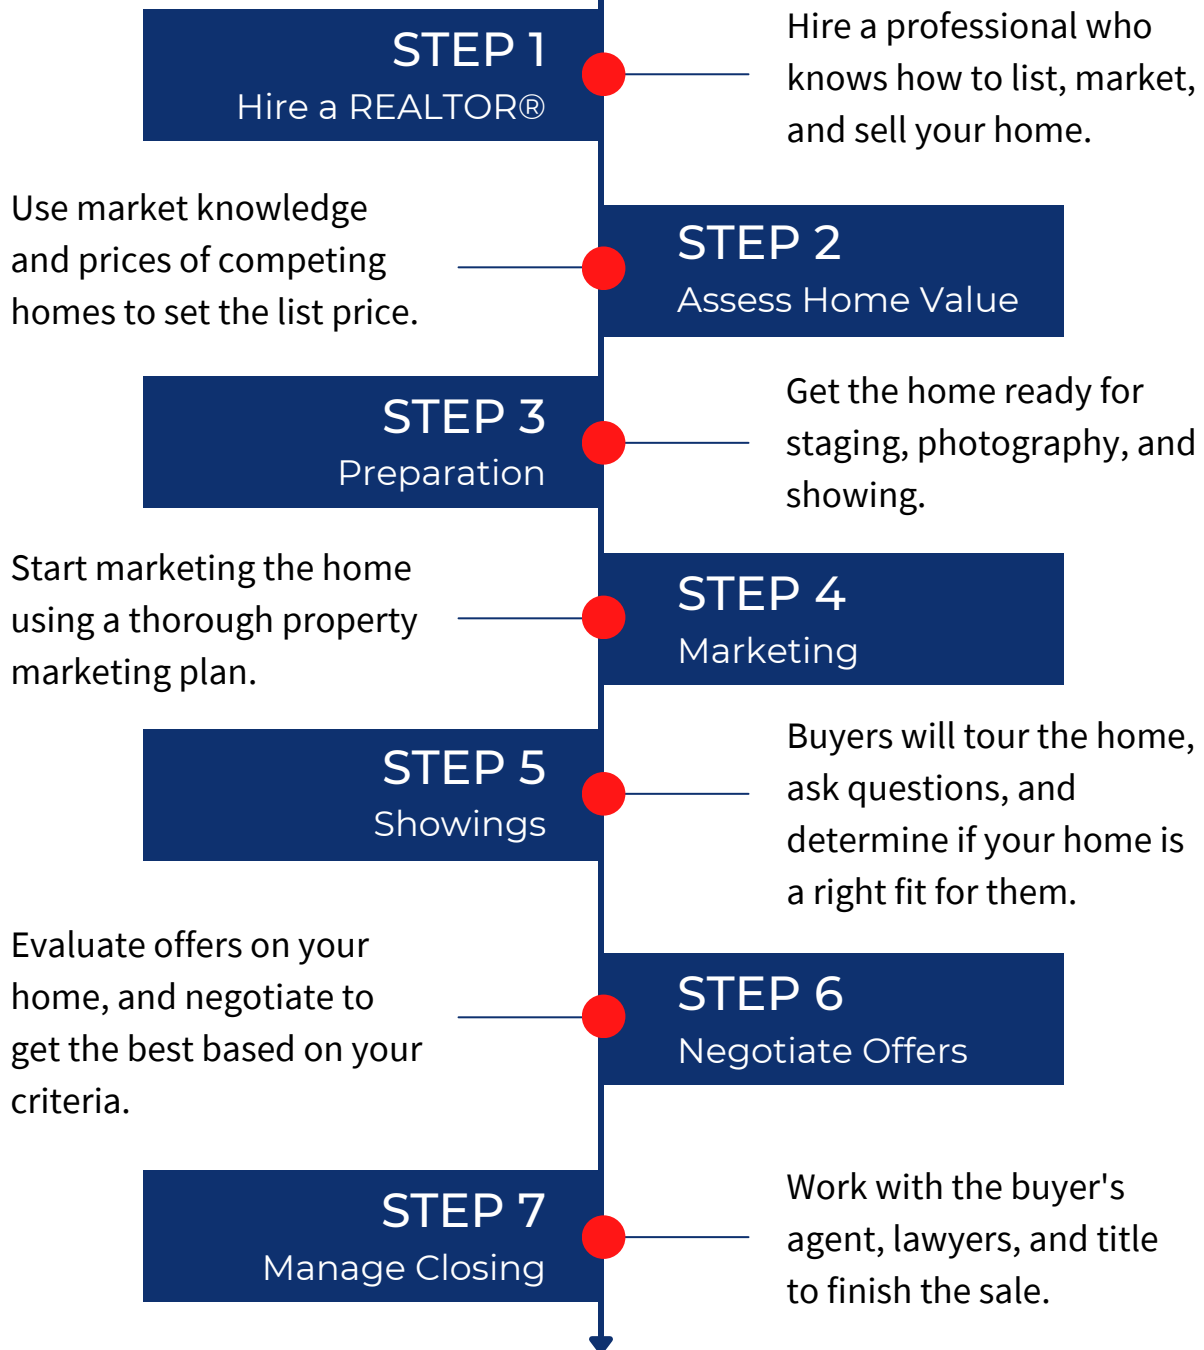 STEP 1
Hire a REALTOR®
Hire a professional who
knows how to list, market,
and sell your home.
STEP 2
Assess Home Value
Use market knowledge
and prices of competing
homes to set the list price.
STEP 3
Preparation
Get the home ready for
staging, photography, and
showing.
STEP 4
Marketing
Start marketing the home
using a thorough property
marketing plan.
STEP 5
Showings
Buyers will tour the home,
ask questions, and
determine if your home is
a right fit for them.
STEP 6
Negotiate Offers
Evaluate offers on your
home, and negotiate to
get the best based on your
criteria.
STEP 7
Manage Closing
Work with the buyer's
agent, lawyers, and title
to finish the sale.